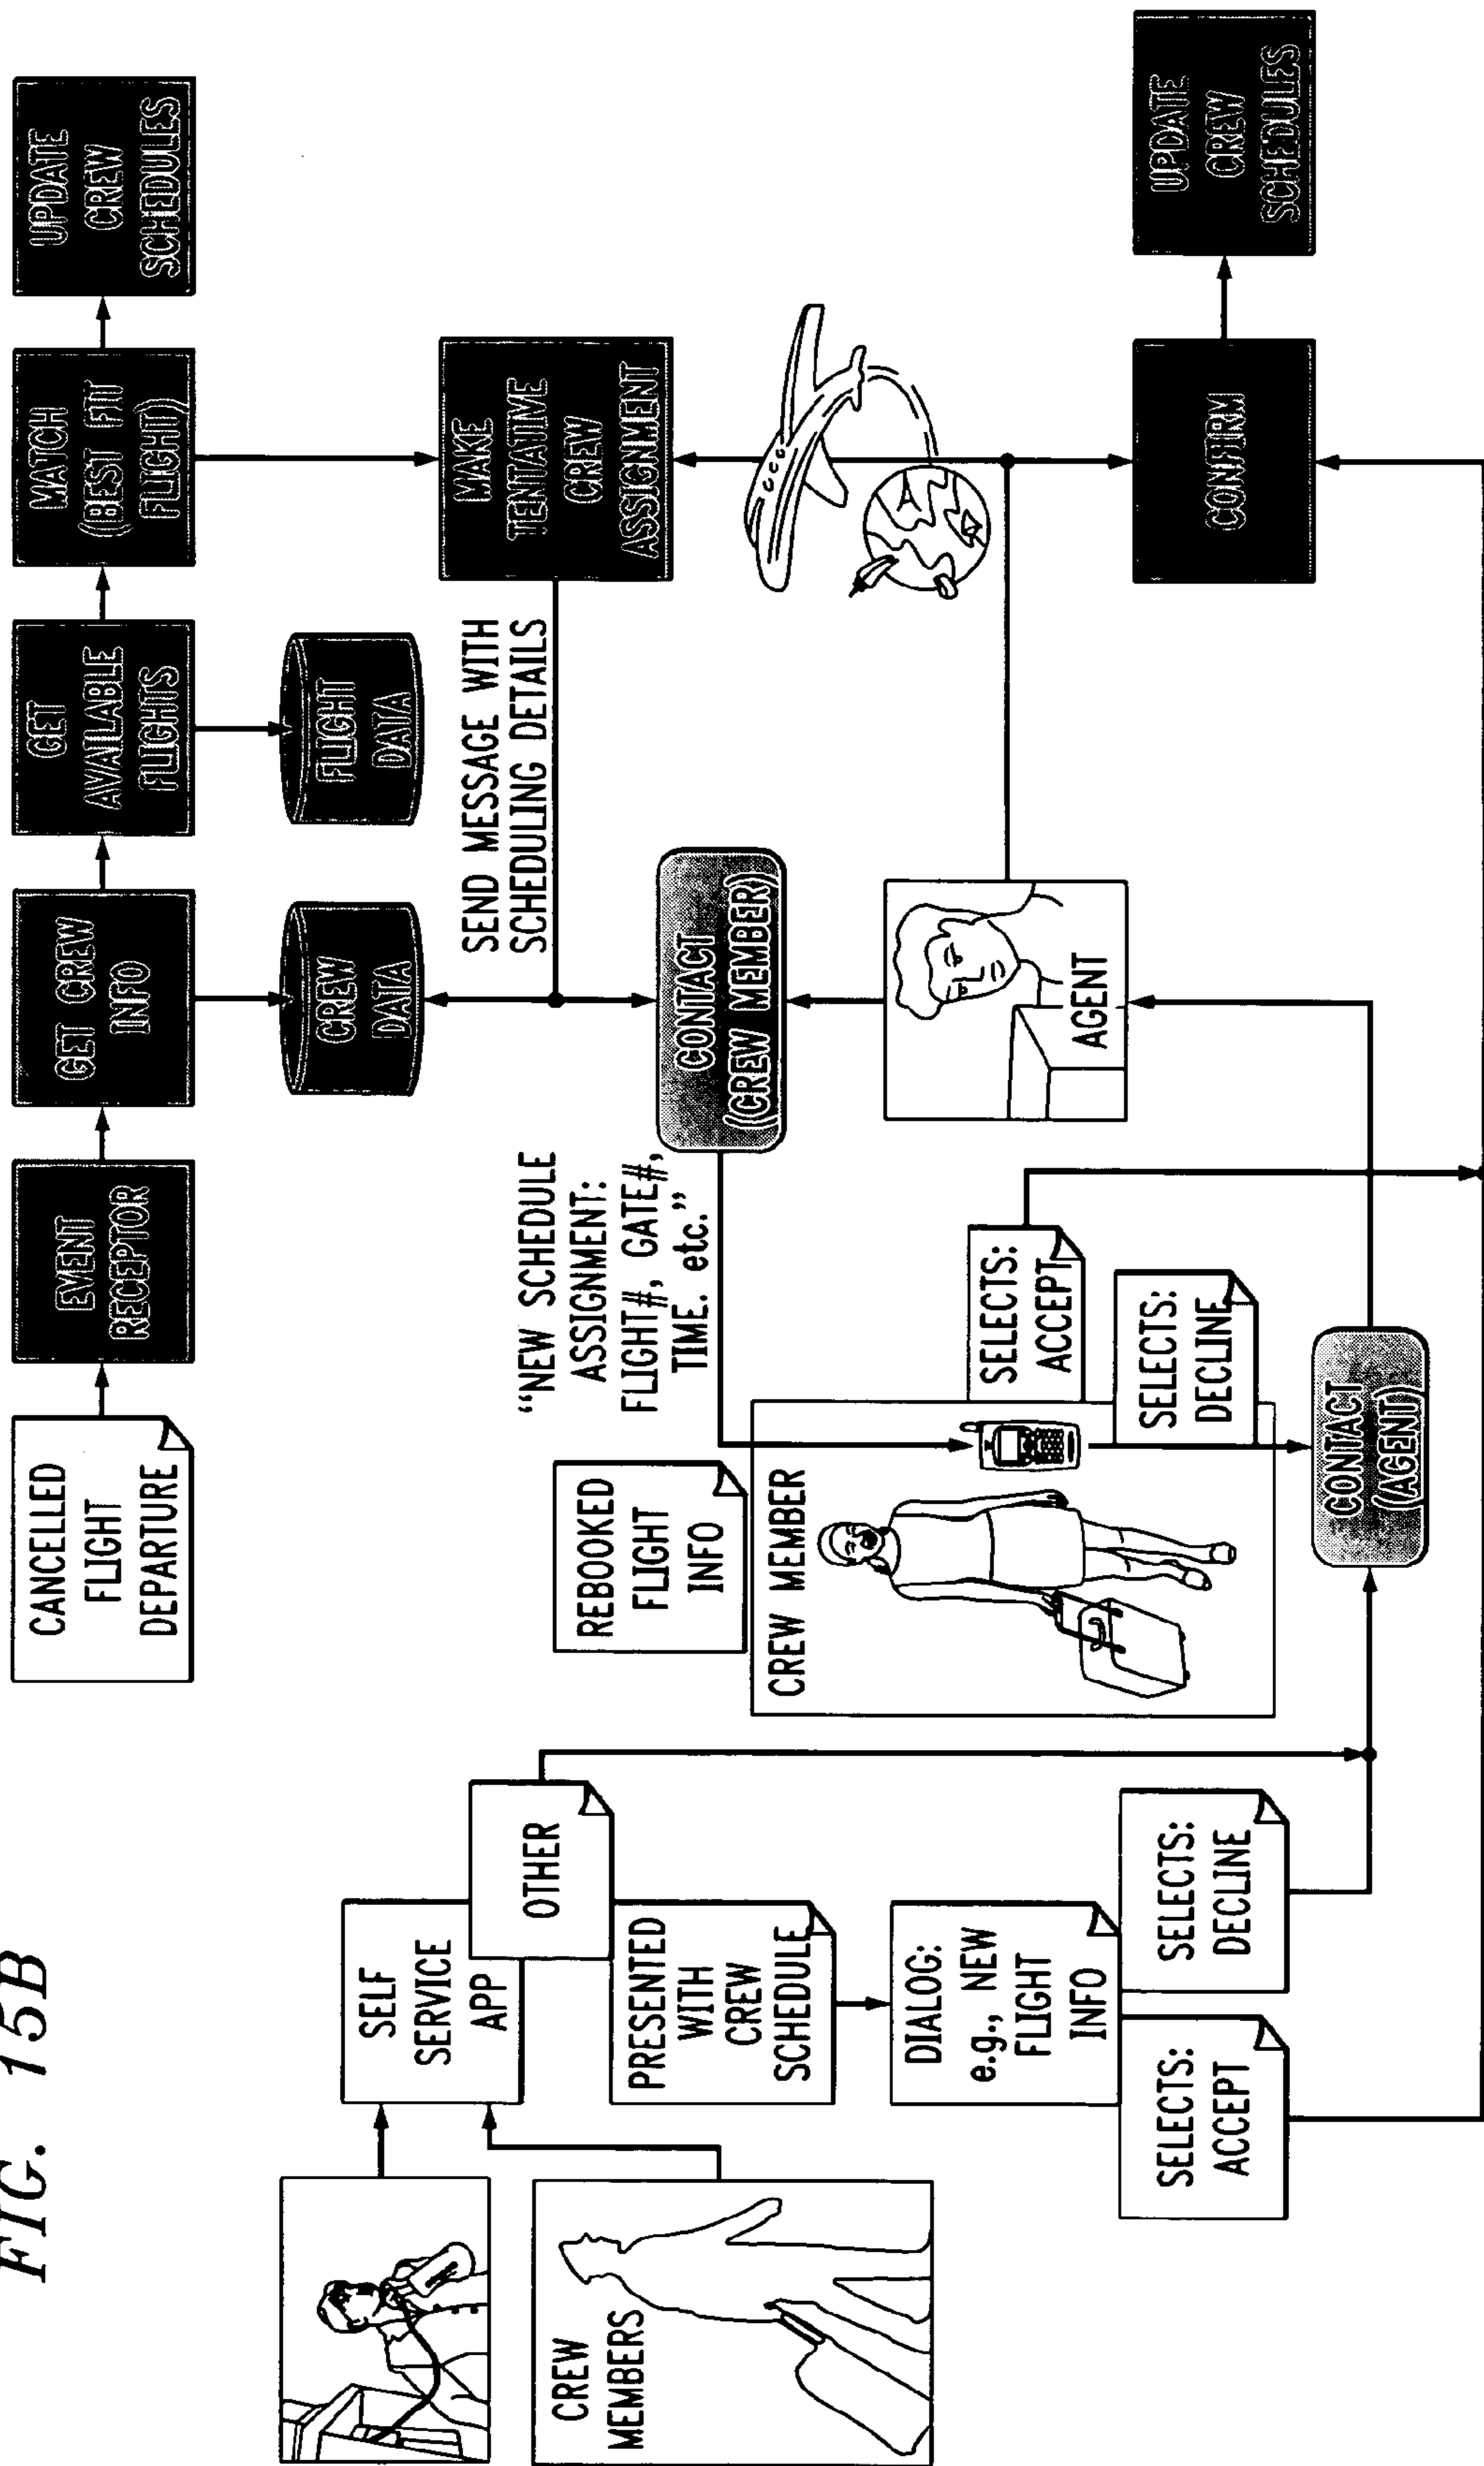 FIG. 15B
CANCELLED
FLIGHT
DEPARTURE
EVENT
RECEPTOR
GET CREW
INFO
GET
AVAILABLE
FLIGHTS
MATCH
(BEST FIT
FLIGHT)
UPDATE
CREW
SCHEDULES
CREW
DATA
FLIGHT
DATA
SELF
SERVICE
APP
OTHER
PRESENTED
WITH
CREW
SCHEDULE
DIALOG:
e.g., NEW
FLIGHT
INFO
SELECTS:
ACCEPT
SELECTS:
DECLINE
CREW
MEMBERS
REBOOKED
FLIGHT
INFO
"NEW SCHEDULE
ASSIGNMENT:
FLIGHT#, GATE#,
TIME. etc."
SEND MESSAGE WITH
SCHEDULING DETAILS
MAKE
TENTATIVE
CREW
ASSIGNMENT
CONTACT
(CREW MEMBER)
CREW MEMBER
SELECTS:
ACCEPT
SELECTS:
DECLINE
CONTACT
(AGENT)
AGENT
CONFIRM
UPDATE
CREW
SCHEDULES